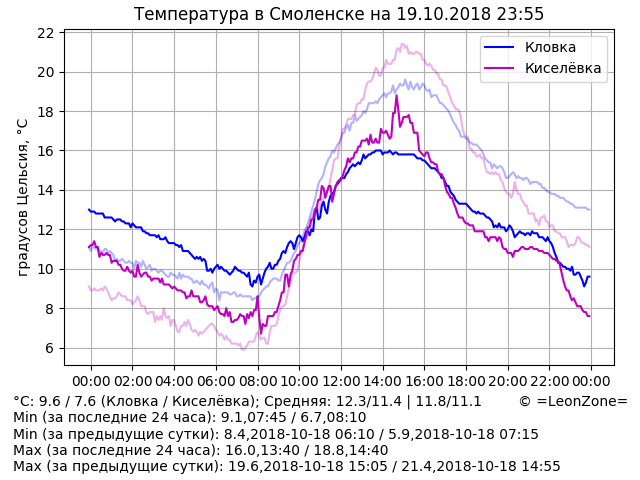 Температура в Смоленске на 19.10.2018 23:55
Кловка
Киселёвка
градусов Цельсия, °C
22
20
18
16
14
12
10
8
6
00:00 02:00 04:00 06:00 08:00 10:00 12:00 14:00 16:00 18:00 20:00 22:00 00:00
°C: 9.6 / 7.6 (Кловка / Киселёвка); Средняя: 12.3/11.4 | 11.8/11.1 © =LeonZone=
Min (за последние 24 часа): 9.1,07:45 / 6.7,08:10
Min (за предыдущие сутки): 8.4,2018-10-18 06:10 / 5.9,2018-10-18 07:15
Max (за последние 24 часа): 16.0,13:40 / 18.8,14:40
Max (за предыдущие сутки): 19.6,2018-10-18 15:05 / 21.4,2018-10-18 14:55